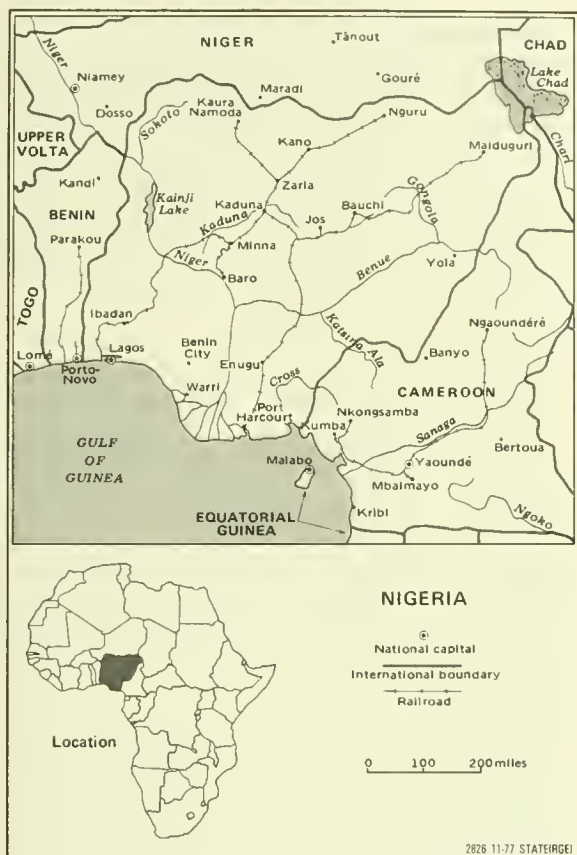 NIGER
Tânout
CHAD
Lake
Chad
Niger
Niamey
Gouré
Maradi
Dosso
Sokoto
Kaura
Namoda
Nguru
Chari
UPPER
VOLTA
Kano
Maiduguri
Kandi
Zaria
Kainji
Lake
BENIN
Kaduna
Kaduna
Jos
Bauchi
Gongola
Parakou
Minna
Niger
Baro
Benue
Yola
TOGO
Ibadan
Katsina Ala
Ngaoundéré
Lomé
Porto-
Novo
Lagos
Benin
City
Enugu
Cross
Banyo
CAMEROON
Warri
Port
Harcourt
Nkongsamba
Kumba
Sanaga
Bertoua
GULF
OF
GUINEA
Malabo
Yaoundé
Mbalmayo
EQUATORIAL
GUINEA
Kribi
Ngoko
NIGERIA
National capital
International boundary
Railroad
Location
0 100 200 miles
2826 11-77 STATE(RGE)